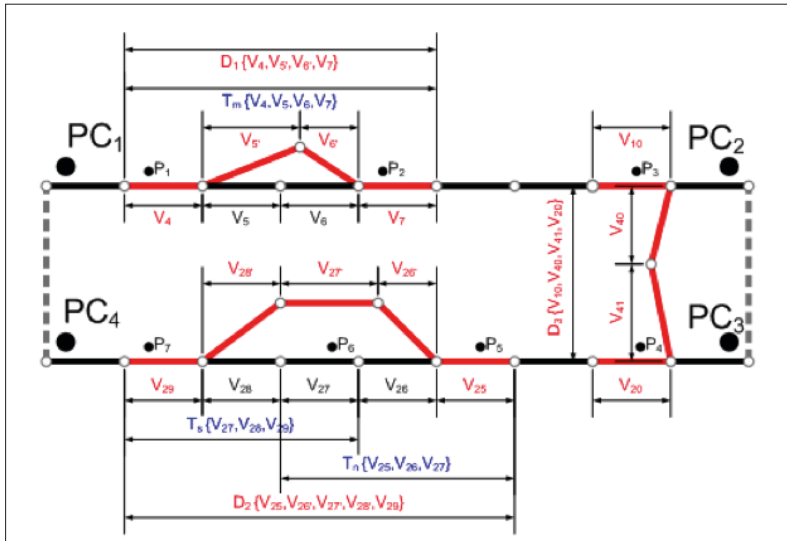 D₁{V₄,V₅',V₆',V₇}
Tₘ{V₄,V₅,V₆,V₇}
PC₁
V₅'
V₆'
V₁₀
PC₂
P₁
P₂
P₃
V₄
V₅
V₆
V₇
V₄₀
D₃{V₁₀,V₄₀,V₄₁,V₂₀}
V₂₈'
V₂₇'
V₂₆'
V₄₁
PC₄
PC₃
P₇
P₆
P₅
P₄
V₂₉
V₂₈
V₂₇
V₂₆
V₂₅
V₂₀
Tₛ{V₂₇,V₂₈,V₂₉}
Tₙ{V₂₅,V₂₆,V₂₇}
D₂{V₂₅,V₂₆',V₂₇',V₂₈',V₂₉}